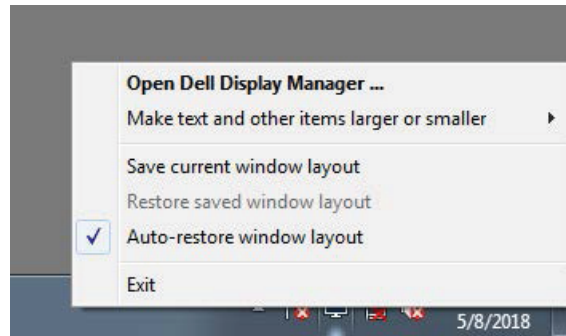 Open Dell Display Manager ...
Make text and other items larger or smaller
Save current window layout
Restore saved window layout
Auto-restore window layout
Exit
5/8/2018